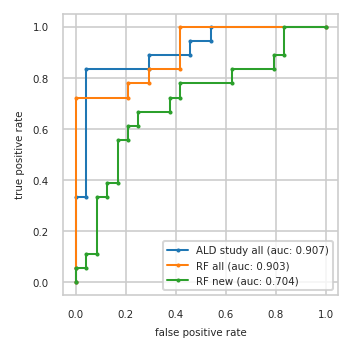 1.0
0.8
0.6
0.4
0.2
0.0
true positive rate
ALD study all (auc: 0.907)
RF all (auc: 0.903)
RF new (auc: 0.704)
0.0 0.2 0.4 0.6 0.8 1.0
false positive rate